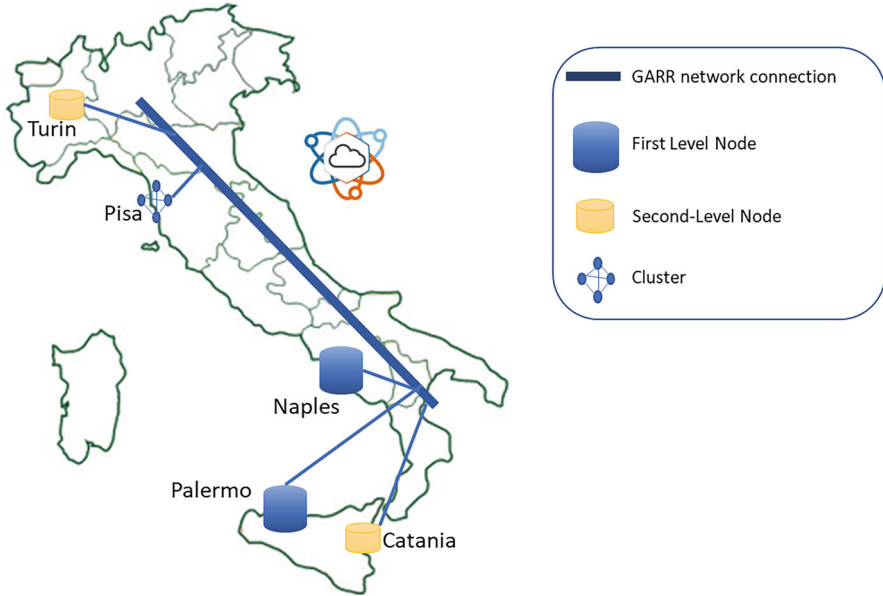 Turin
Pisa
Naples
Palermo
Catania
GARR network connection
First Level Node
Second-Level Node
Cluster